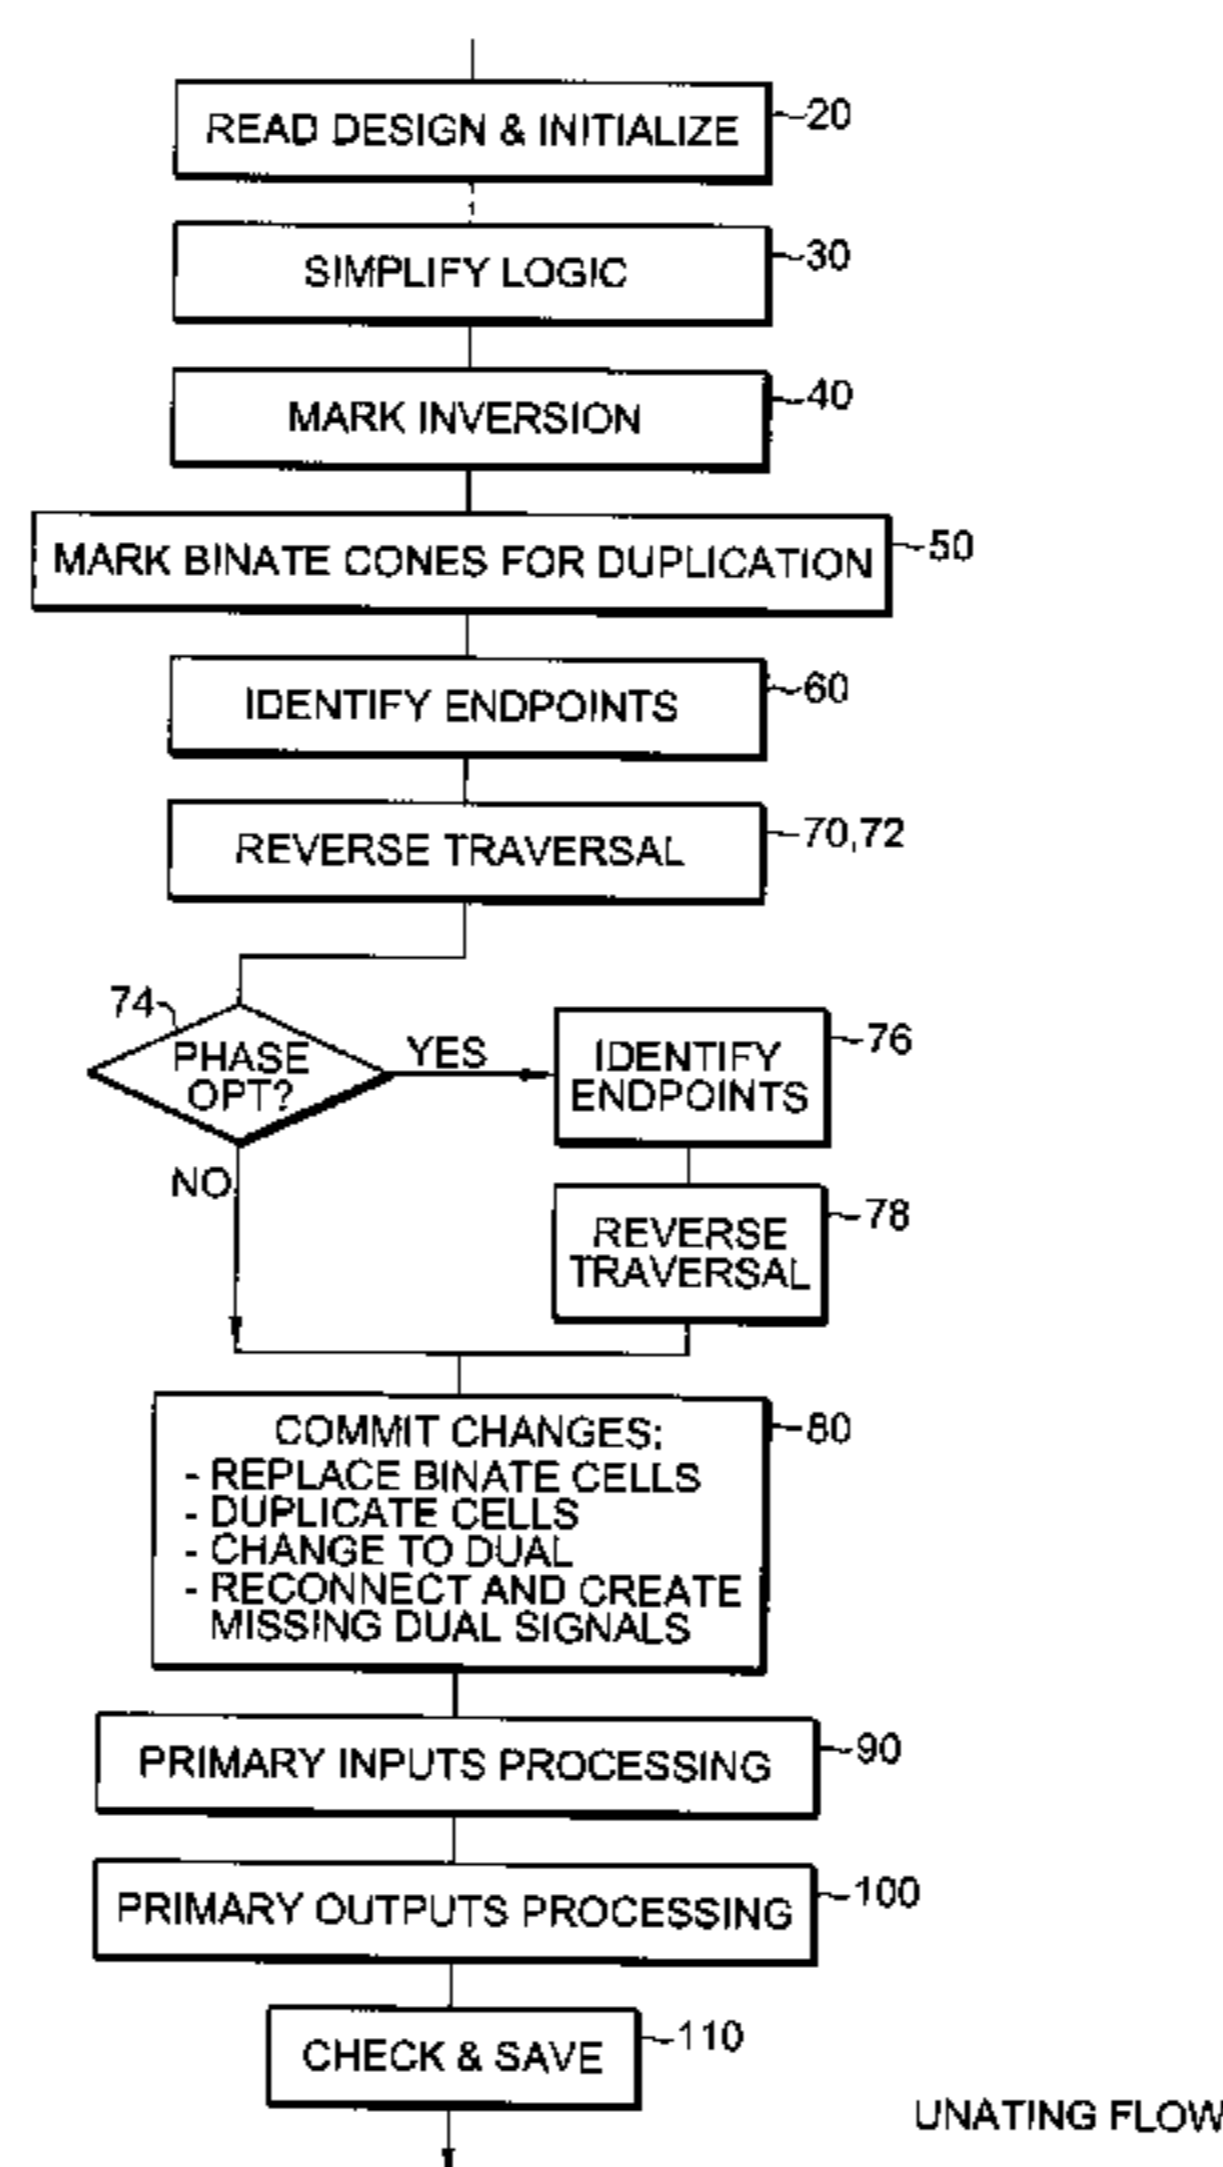 READ DESIGN & INITIALIZE
20
SIMPLIFY LOGIC
30
MARK INVERSION
40
MARK BINATE CONES FOR DUPLICATION
50
IDENTIFY ENDPOINTS
60
REVERSE TRAVERSAL
70,72
74
PHASE
OPT?
YES
NO
IDENTIFY
ENDPOINTS
76
REVERSE
TRAVERSAL
78
COMMIT CHANGES:
- REPLACE BINATE CELLS
- DUPLICATE CELLS
- CHANGE TO DUAL
- RECONNECT AND CREATE
MISSING DUAL SIGNALS
80
PRIMARY INPUTS PROCESSING
90
PRIMARY OUTPUTS PROCESSING
100
CHECK & SAVE
110
UNATING FLOW